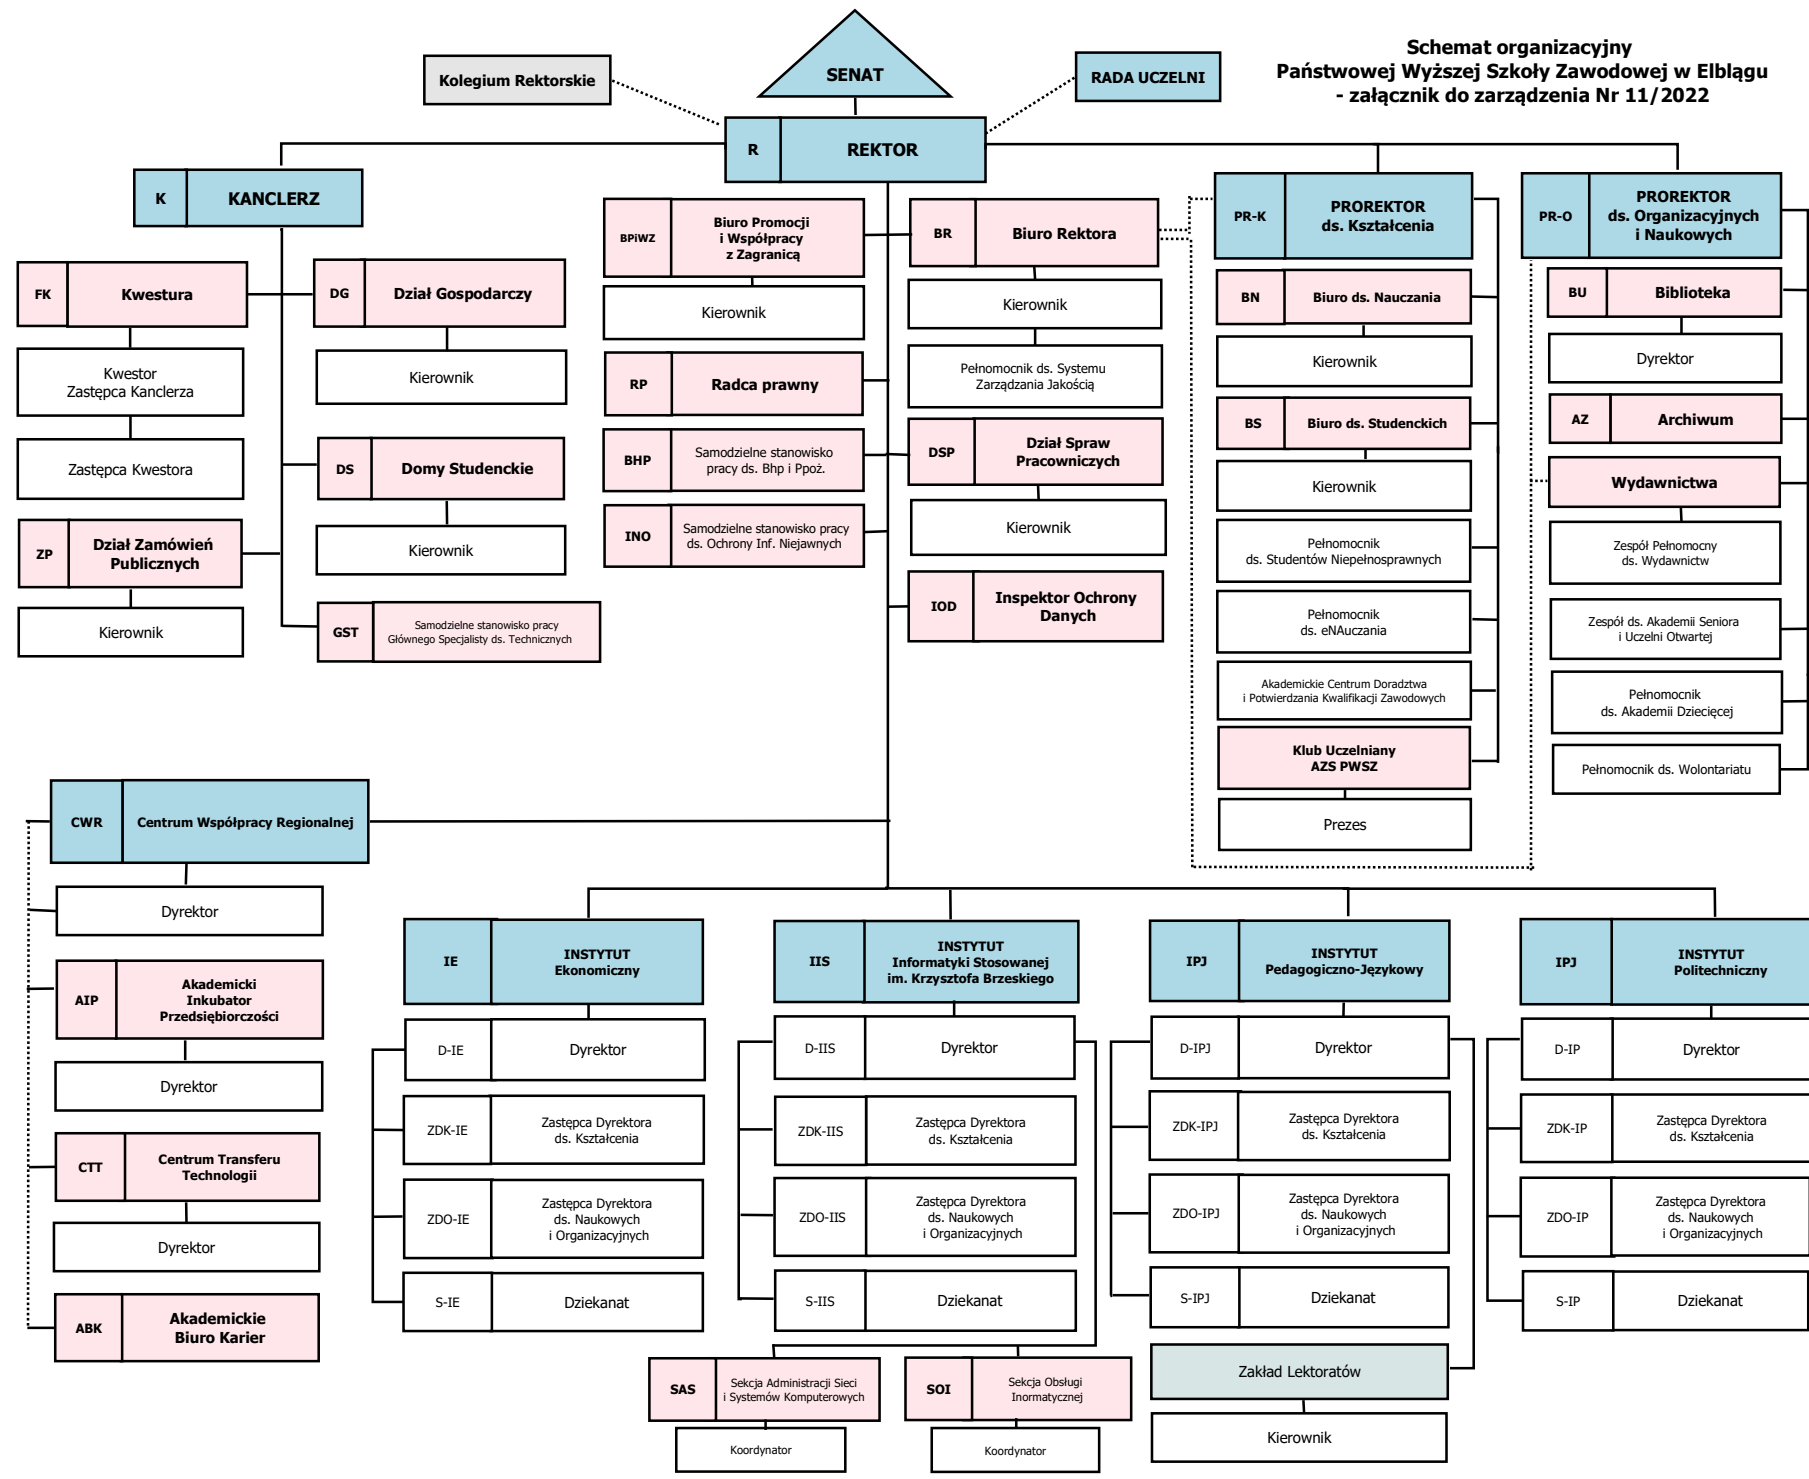 Schemat organizacyjny
Państwowej Wyższej Szkoły Zawodowej w Elblągu
- załącznik do zarządzenia Nr 11/2022
SENAT
Kolegium Rektorskie
RADA UCZELNI
R
REKTOR
K
KANCLERZ
FK
Kwestura
Kwestor
Zastępca Kanclerza
Zastępca Kwestora
ZP
Dział Zamówień
Publicznych
Kierownik
DG
Dział Gospodarczy
Kierownik
DS
Domy Studenckie
Kierownik
GST
Samodzielne stanowisko pracy
Głównego Specjalisty ds. Technicznych
BPiWZ
Biuro Promocji
i Współpracy
z Zagranicą
Kierownik
RP
Radca prawny
BHP
Samodzielne stanowisko
pracy ds. Bhp i Ppoż.
INO
Samodzielne stanowisko pracy
ds. Ochrony Inf. Niejawnych
BR
Biuro Rektora
Kierownik
Pełnomocnik ds. Systemu
Zarządzania Jakością
DSP
Dział Spraw
Pracowniczych
Kierownik
IOD
Inspektor Ochrony
Danych
PR-K
PROREKTOR
ds. Kształcenia
BN
Biuro ds. Nauczania
Kierownik
BS
Biuro ds. Studenckich
Kierownik
Pełnomocnik
ds. Studentów Niepełnosprawnych
Pełnomocnik
ds. eNAuczania
Akademickie Centrum Doradztwa
i Potwierdzania Kwalifikacji Zawodowych
Klub Uczelniany
AZS PWSZ
Prezes
PR-O
PROREKTOR
ds. Organizacyjnych
i Naukowych
BU
Biblioteka
Dyrektor
AZ
Archiwum
Wydawnictwa
Zespół Pełnomocny
ds. Wydawnictw
Zespół ds. Akademii Seniora
i Uczelni Otwartej
Pełnomocnik
ds. Akademii Dziecięcej
Pełnomocnik ds. Wolontariatu
CWR
Centrum Współpracy Regionalnej
Dyrektor
AIP
Akademicki
Inkubator
Przedsiębiorczości
Dyrektor
CTT
Centrum Transferu
Technologii
Dyrektor
ABK
Akademickie
Biuro Karier
IE
INSTYTUT
Ekonomiczny
D-IE
Dyrektor
ZDK-IE
Zastępca Dyrektora
ds. Kształcenia
ZDO-IE
Zastępca Dyrektora
ds. Naukowych
i Organizacyjnych
S-IE
Dziekanat
IIS
INSTYTUT
Informatyki Stosowanej
im. Krzysztofa Brzeskiego
D-IIS
Dyrektor
ZDK-IIS
Zastępca Dyrektora
ds. Kształcenia
ZDO-IIS
Zastępca Dyrektora
ds. Naukowych
i Organizacyjnych
S-IIS
Dziekanat
SAS
Sekcja Administracji Sieci
i Systemów Komputerowych
Koordynator
SOI
Sekcja Obsługi
Inormatycznej
Koordynator
IPJ
INSTYTUT
Pedagogiczno-Językowy
D-IPJ
Dyrektor
ZDK-IPJ
Zastępca Dyrektora
ds. Kształcenia
ZDO-IPJ
Zastępca Dyrektora
ds. Naukowych
i Organizacyjnych
S-IPJ
Dziekanat
Zakład Lektoratów
Kierownik
IPJ
INSTYTUT
Politechniczny
D-IP
Dyrektor
ZDK-IP
Zastępca Dyrektora
ds. Kształcenia
ZDO-IP
Zastępca Dyrektora
ds. Naukowych
i Organizacyjnych
S-IP
Dziekanat